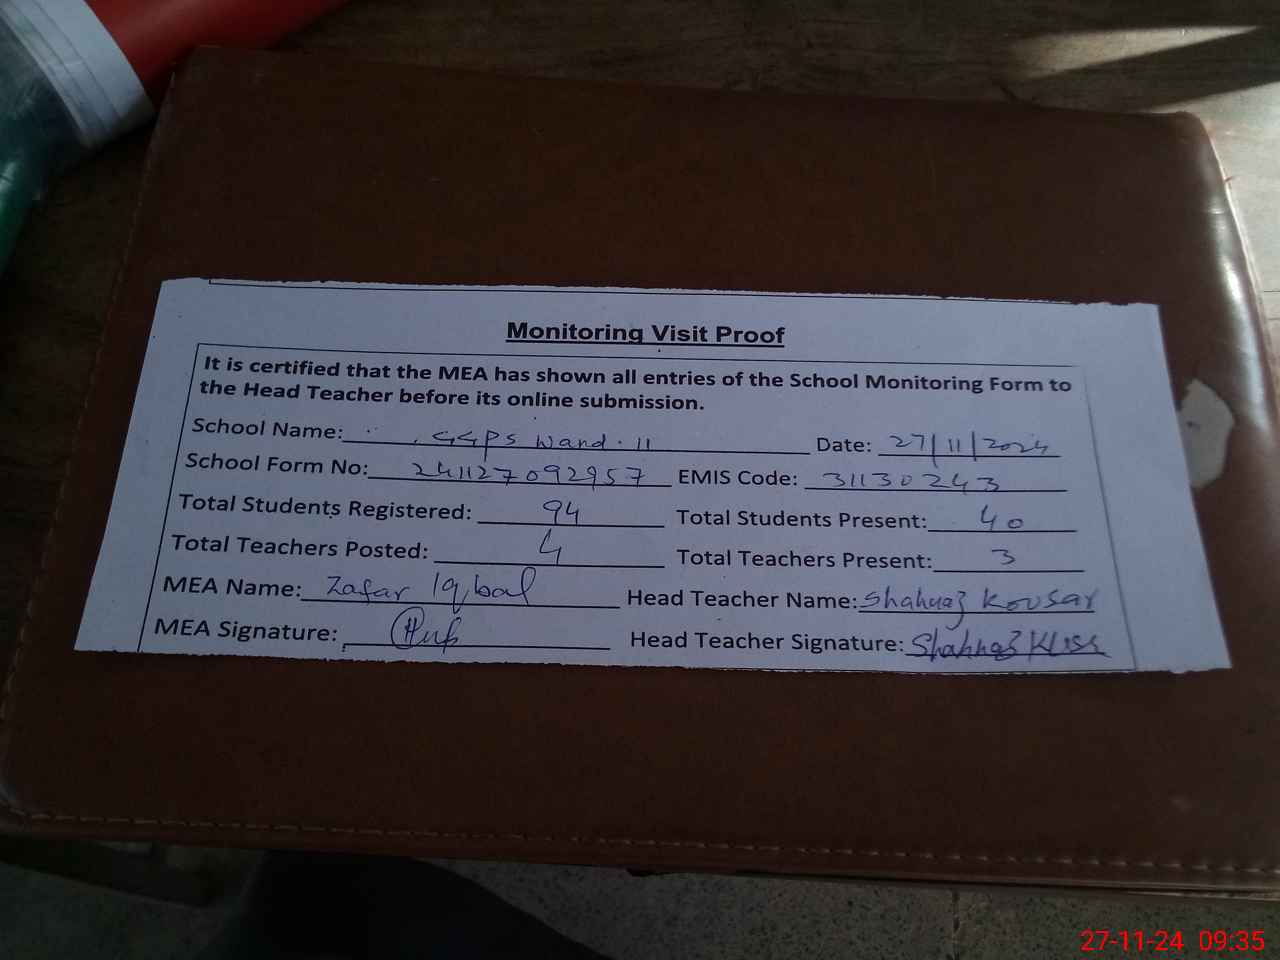 Monitoring Visit Proof
It is certified that the MEA has shown all entries of the School Monitoring Form to
the Head Teacher before its online submission.
School Name: GGPS Wand. 11 Date: 27/11/2024
School Form No: 241127092957 EMIS Code: 31130243
Total Students Registered: 94 Total Students Present: 40
Total Teachers Posted: 4 Total Teachers Present: 3
MEA Name: Zafar Iqbal Head Teacher Name: Shahnaz Kousar
MEA Signature: Head Teacher Signature: Shahnaz
27-11-24 09:35